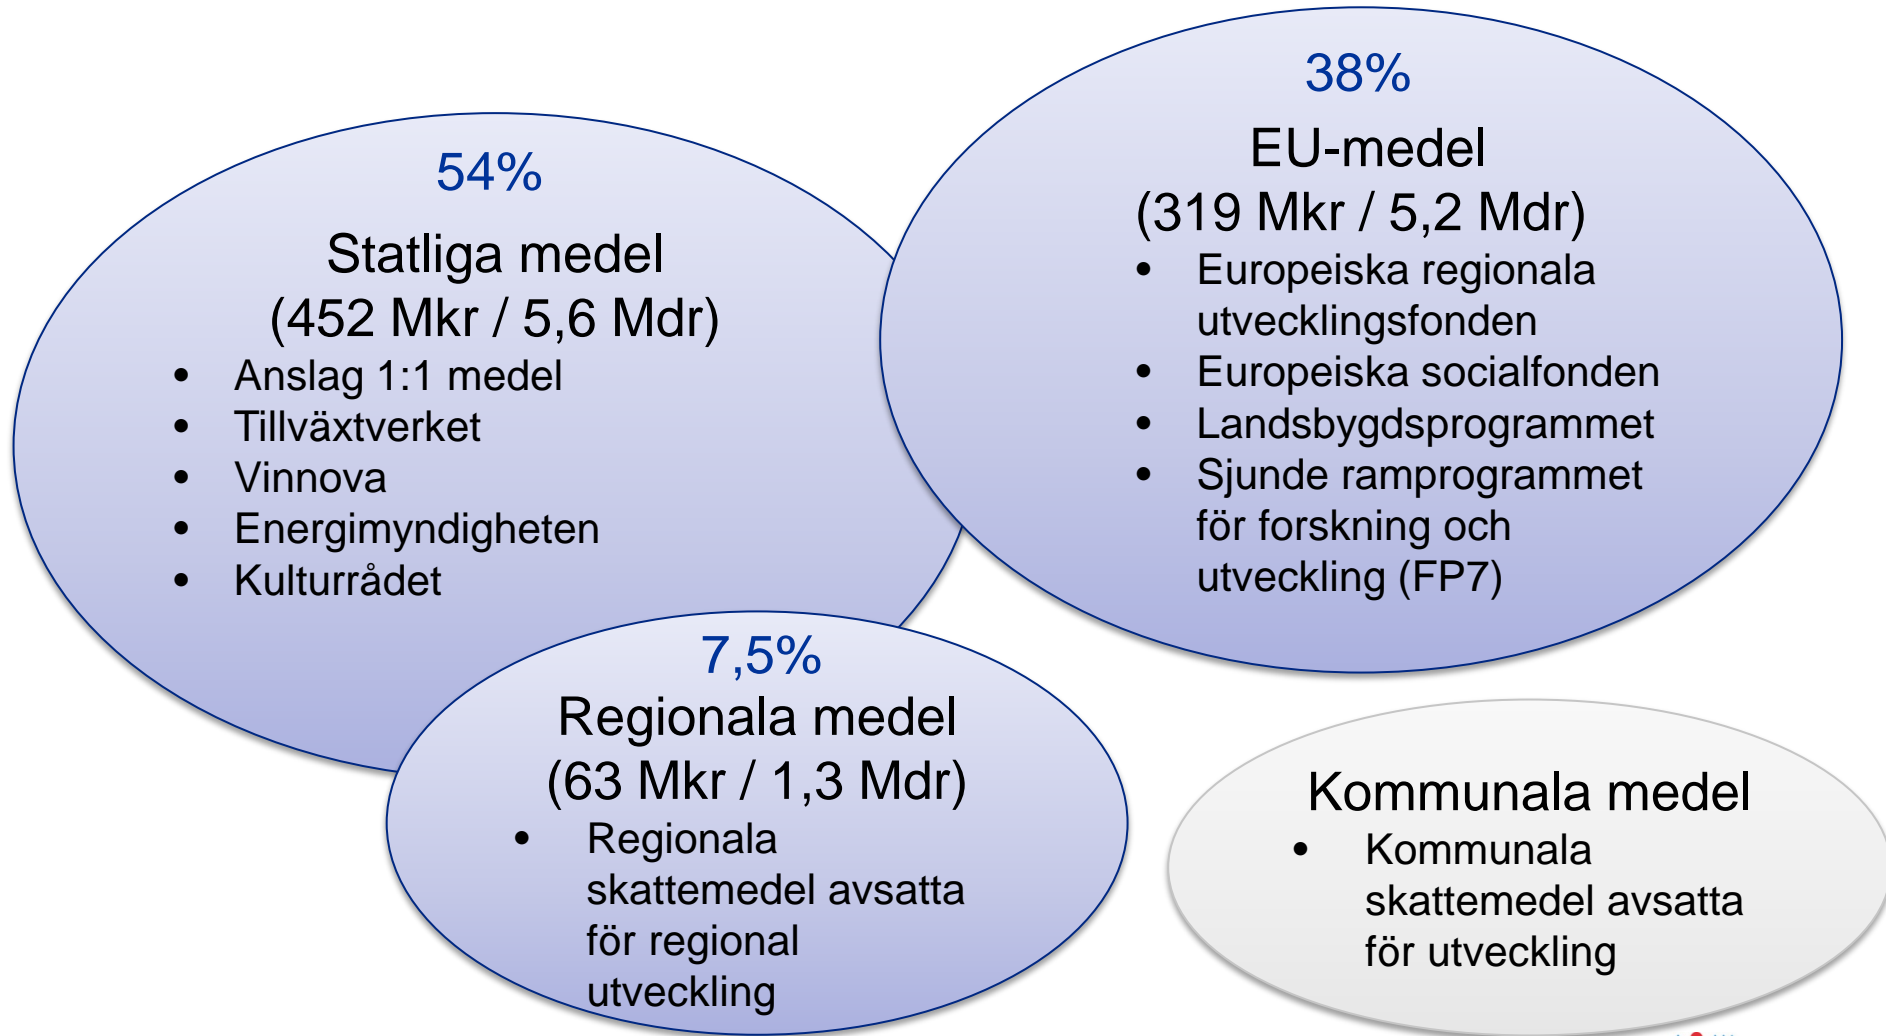 54%
Statliga medel
(452 Mkr / 5,6 Mdr)
• Anslag 1:1 medel
• Tillväxtverket
• Vinnova
• Energimyndigheten
• Kulturrådet
38%
EU-medel
(319 Mkr / 5,2 Mdr)
• Europeiska regionala
utvecklingsfonden
• Europeiska socialfonden
• Landsbygdsprogrammet
• Sjunde ramprogrammet
för forskning och
utveckling (FP7)
7,5%
Regionala medel
(63 Mkr / 1,3 Mdr)
• Regionala
skattemedel avsatta
för regional
utveckling
Kommunala medel
• Kommunala
skattemedel avsatta
för utveckling